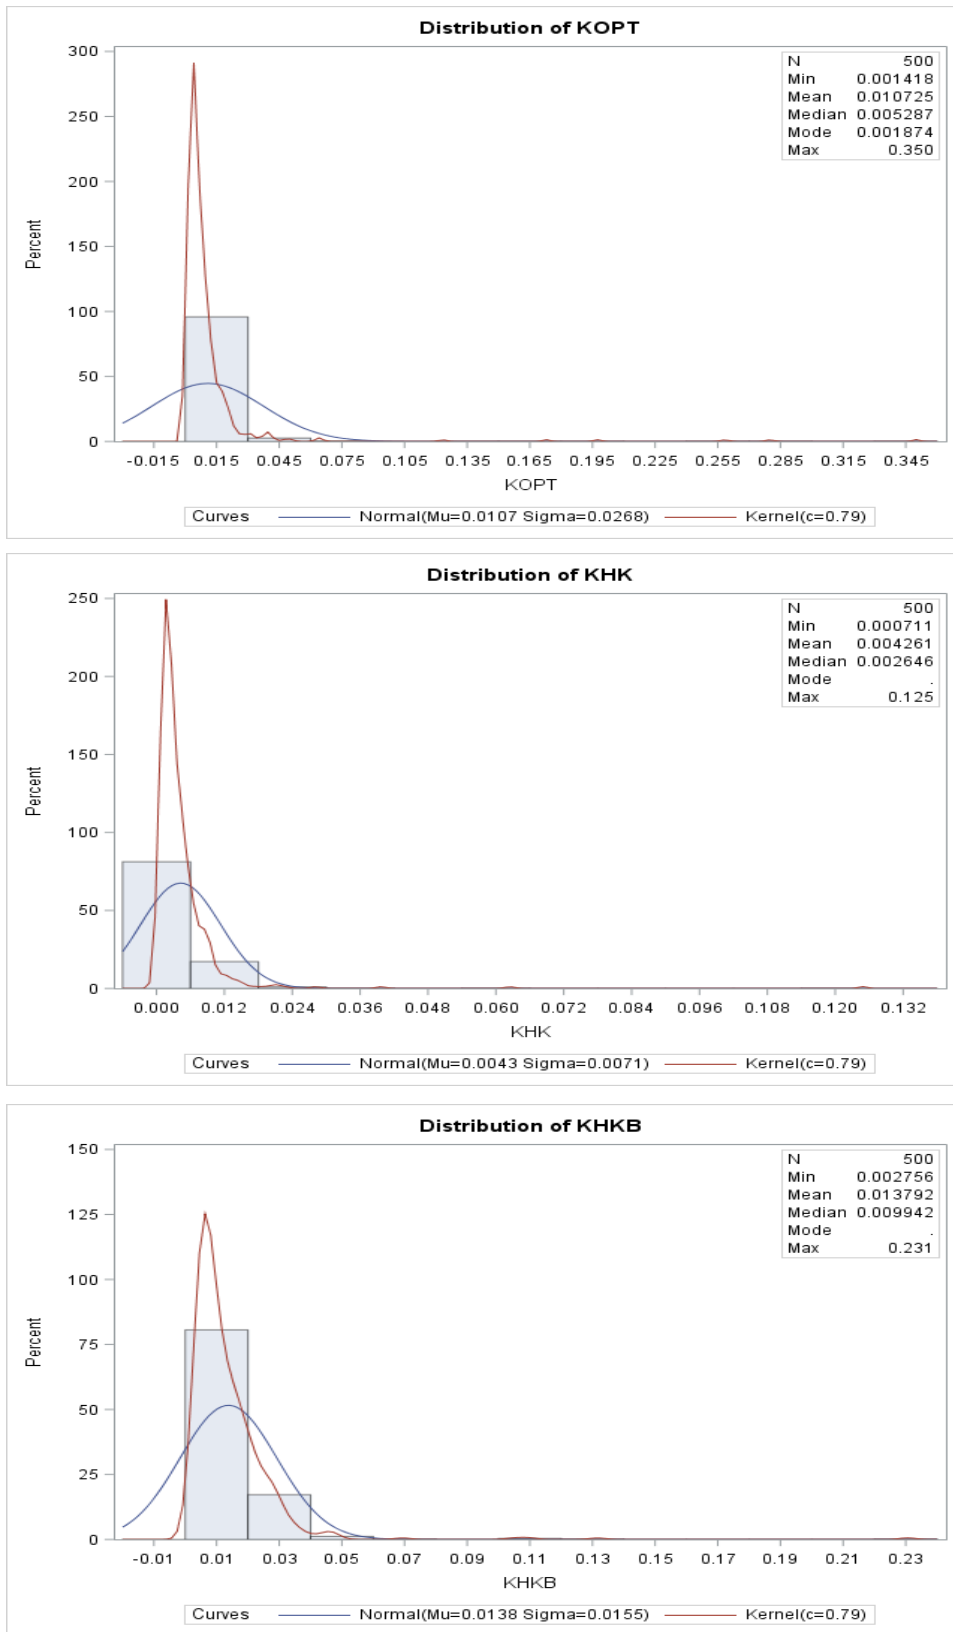 Distribution of KOPT
300
250
200
150
100
50
0
Percent
N 500
Min 0.001418
Mean 0.010725
Median 0.005287
Mode 0.001874
Max 0.350
-0.015 0.015 0.045 0.075 0.105 0.135 0.165 0.195 0.225 0.255 0.285 0.315 0.345
KOPT
Curves Normal(Mu=0.0107 Sigma=0.0268) Kernel(c=0.79)
Distribution of KHK
250
200
150
100
50
0
Percent
N 500
Min 0.000711
Mean 0.004261
Median 0.002646
Mode .
Max 0.125
0.000 0.012 0.024 0.036 0.048 0.060 0.072 0.084 0.096 0.108 0.120 0.132
KHK
Curves Normal(Mu=0.0043 Sigma=0.0071) Kernel(c=0.79)
Distribution of KHKB
150
125
100
75
50
25
0
Percent
N 500
Min 0.002756
Mean 0.013792
Median 0.009942
Mode .
Max 0.231
-0.01 0.01 0.03 0.05 0.07 0.09 0.11 0.13 0.15 0.17 0.19 0.21 0.23
KHKB
Curves Normal(Mu=0.0138 Sigma=0.0155) Kernel(c=0.79)